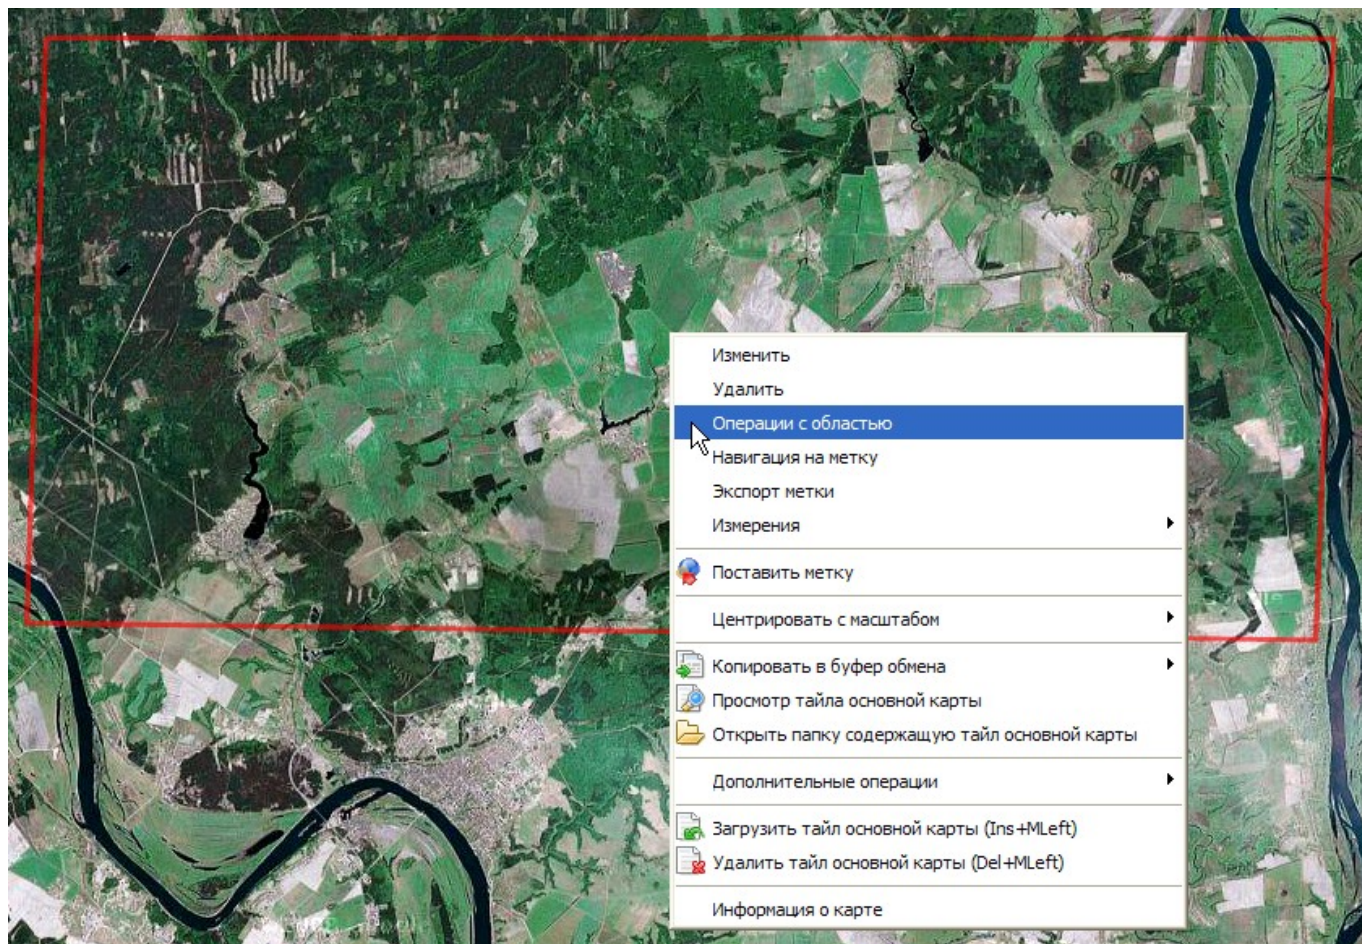 Изменить
Удалить
Операции с областью
Навигация на метку
Экспорт метки
Измерения
Поставить метку
Центрировать с масштабом
Копировать в буфер обмена
Просмотр тайла основной карты
Открыть папку содержащую тайл основной карты
Дополнительные операции
Загрузить тайл основной карты (Ins+MLeft)
Удалить тайл основной карты (Del+MLeft)
Информация о карте